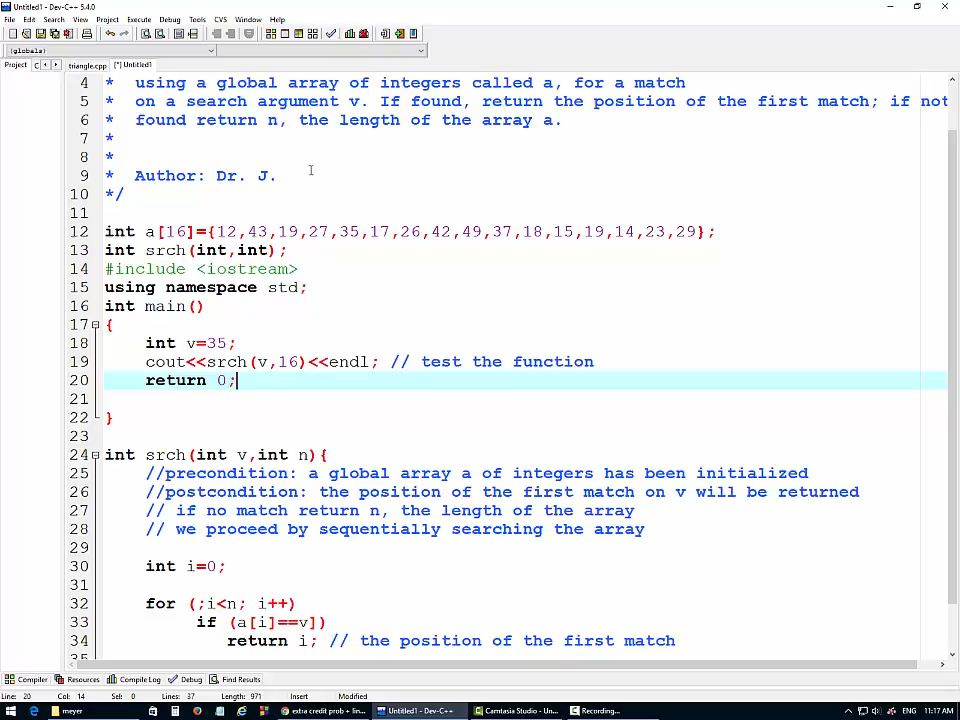 Untitled1 - Dev-C++ 5.4.0
File Edit Search View Project Execute Debug Tools CVS Window Help
(globals)
Project C triangle.cpp [*] Untitled1
4 * using a global array of integers called a, for a match
5 * on a search argument v. If found, return the position of the first match; if not
6 * found return n, the length of the array a.
7 *
8 *
9 * Author: Dr. J.
10 */
11
12 int a[16]={12,43,19,27,35,17,26,42,49,37,18,15,19,14,23,29};
13 int srch(int,int);
14 #include <iostream>
15 using namespace std;
16 int main()
17 {
18 int v=35;
19 cout<<srch(v,16)<<endl; // test the function
20 return 0;
21
22 }
23
24 int srch(int v,int n){
25 //precondition: a global array a of integers has been initialized
26 //postcondition: the position of the first match on v will be returned
27 // if no match return n, the length of the array
28 // we proceed by sequentially searching the array
29
30 int i=0;
31
32 for (;i<n; i++)
33 if (a[i]==v])
34 return i; // the position of the first match
35
Compiler Resources Compile Log Debug Find Results
Line: 20 Col: 14 Sel: 0 Lines: 37 Length: 971 Insert Modified
meyer extra credit prob + lin... Untitled1 - Dev-C++ ... Camtasia Studio - Un... Recording... ENG 11:17 AM